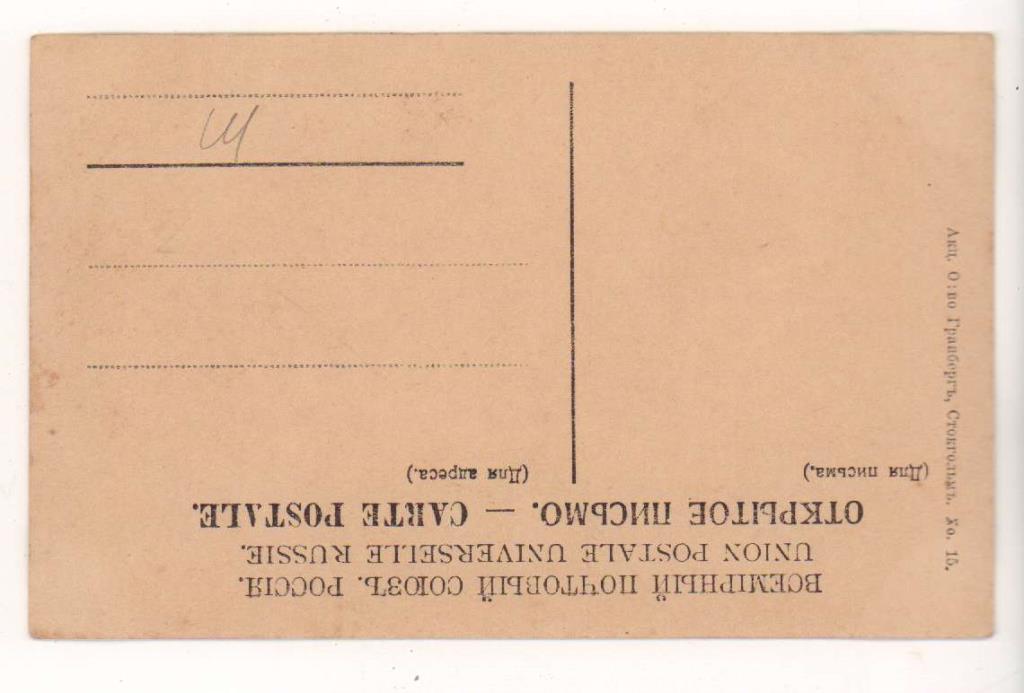 ВСЕМІРНЫЙ ПОЧТОВЫЙ СОЮЗЪ. РОССІЯ.
UNION POSTALE UNIVERSELLE RUSSIE.
ОТКРЫТОЕ ПИСЬМО. — CARTE POSTALE.
(Для письма.)
(Для адреса.)
Акц. О:во Гранбергъ, Стокгольмъ. No. 15.